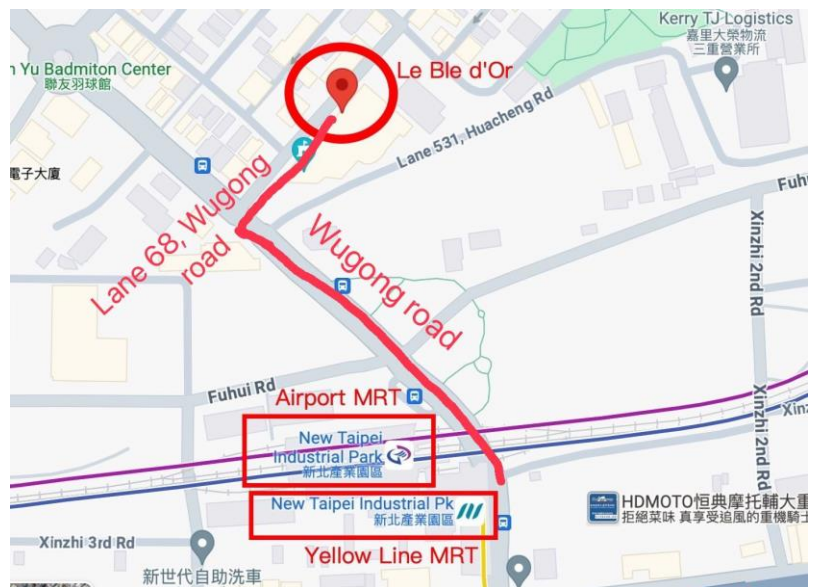 Kerry TJ Logistics
嘉里大榮物流
三重營業所
Yu Badmiton Center
聯友羽球館
Le Ble d'Or
電子大廈
Lane 531, Huacheng Rd
Lane 68, Wugong
road
Wugong road
Xinzhi 2nd Rd
Fuhui Rd
Airport MRT
New Taipei
Industrial Park
新北產業園區
Xinzhi 2nd Rd
New Taipei Industrial Pk
新北產業園區
HDMOTO恒典摩托輔大重
拒絕菜味 真享受追風的重機騎士
Xinzhi 3rd Rd
Yellow Line MRT
新世代自助洗車